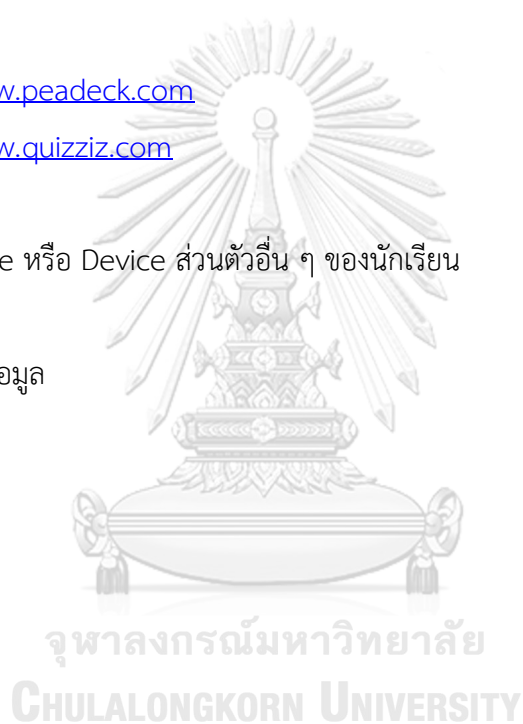 w.peadeck.com
w.quizziz.com
e หรือ Device ส่วนตัวอื่น ๆ ของนักเรียน
อมูล
จุฬาลงกรณ์มหาวิทยาลัย
CHULALONGKORN UNIVERSITY